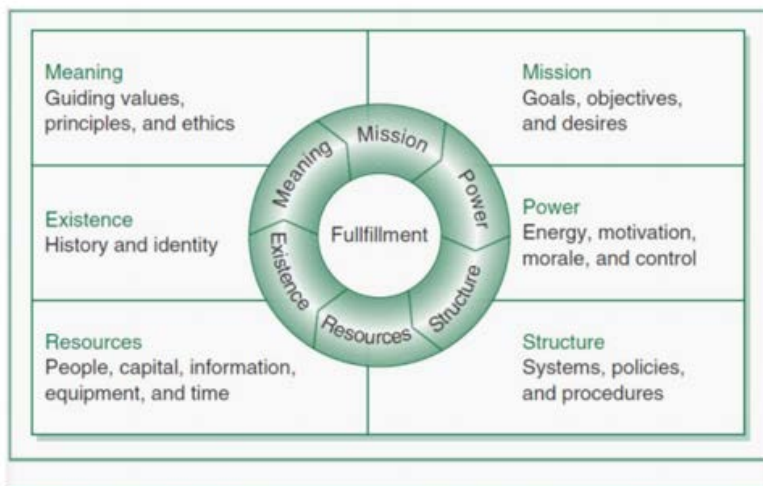 Meaning
Guiding values,
principles, and ethics
Mission
Goals, objectives,
and desires
Existence
History and identity
Power
Energy, motivation,
morale, and control
Resources
People, capital, information,
equipment, and time
Structure
Systems, policies,
and procedures
Meaning
Mission
Power
Structure
Resources
Existence
Fullfillment